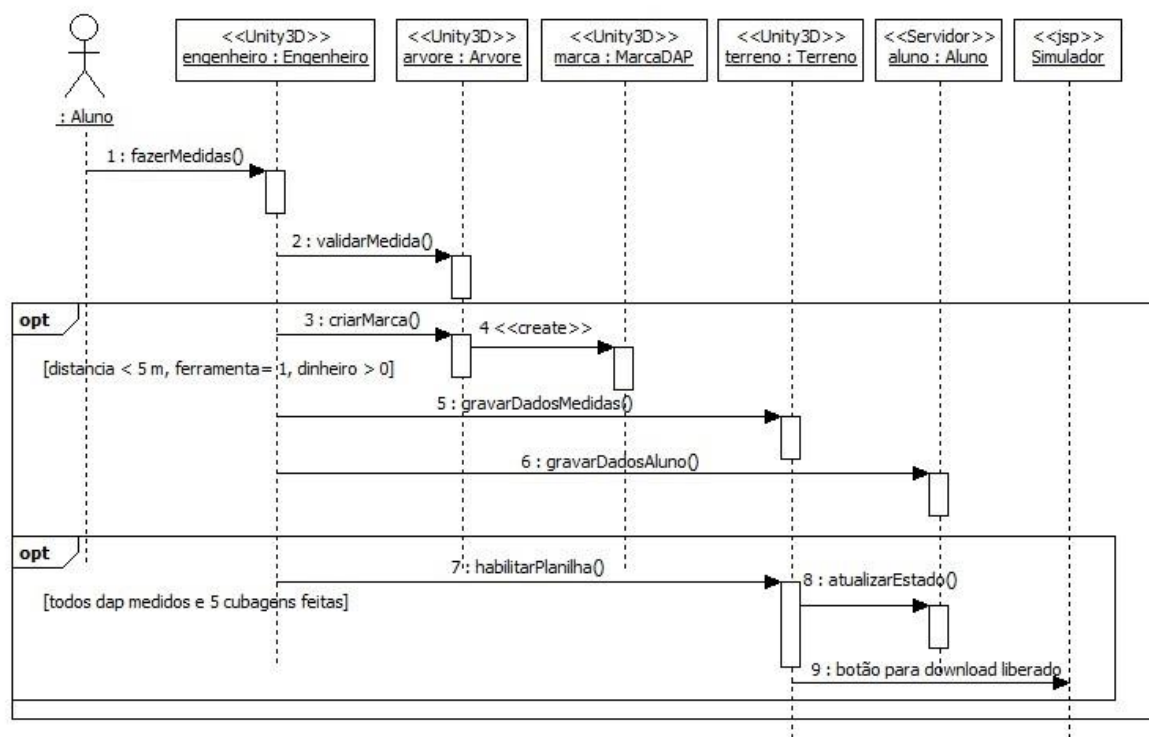 <<Unity3D>>
engenheiro : Engenheiro
<<Unity3D>>
arvore : Arvore
<<Unity3D>>
marca : MarcaDAP
<<Unity3D>>
terreno : Terreno
<<Servidor>>
aluno : Aluno
<<jsp>>
Simulador
: Aluno
1 : fazerMedidas()
2 : validarMedida()
opt
3 : criarMarca()
4 <<create>>
[distancia < 5 m, ferramenta= 1, dinheiro > 0]
5 : gravarDadosMedidas()
6 : gravarDadosAluno()
opt
7 : habilitarPlanilha()
8 : atualizarEstado()
[todos dap medidos e 5 cubagens feitas]
9 : botão para download liberado